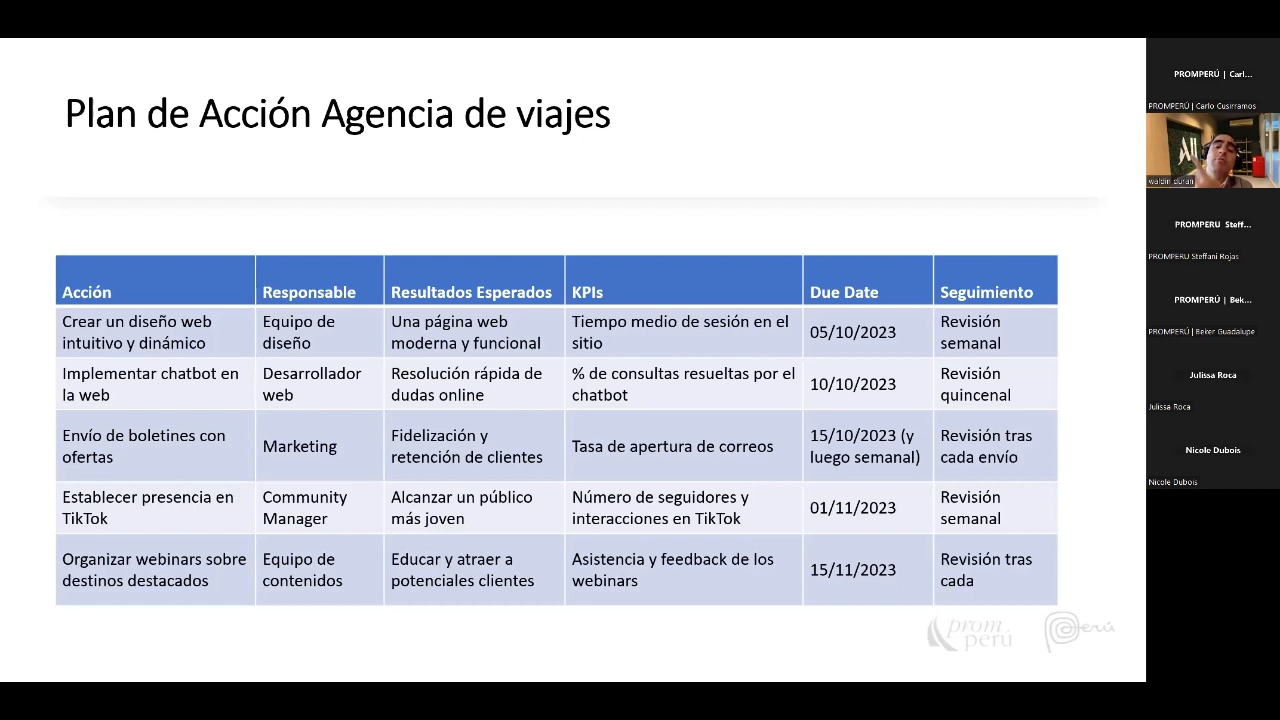 Plan de Acción Agencia de viajes
Acción
Responsable
Resultados Esperados
KPIs
Due Date
Seguimiento
Crear un diseño web
intuitivo y dinámico
Equipo de
diseño
Una página web
moderna y funcional
Tiempo medio de sesión en el
sitio
05/10/2023
Revisión
semanal
Implementar chatbot en
la web
Desarrollador
web
Resolución rápida de
dudas online
% de consultas resueltas por el
chatbot
10/10/2023
Revisión
quincenal
Envío de boletines con
ofertas
Marketing
Fidelización y
retención de clientes
Tasa de apertura de correos
15/10/2023 (y
luego semanal)
Revisión tras
cada envío
Establecer presencia en
TikTok
Community
Manager
Alcanzar un público
más joven
Número de seguidores y
interacciones en TikTok
01/11/2023
Revisión
semanal
Organizar webinars sobre
destinos destacados
Equipo de
contenidos
Educar y atraer a
potenciales clientes
Asistencia y feedback de los
webinars
15/11/2023
Revisión tras
cada
prom
perú
Perú
PROMPERÚ | Carl...
PROMPERÚ | Carlo Cusirramos
waldin duran
PROMPERU Steff...
PROMPERU Steffani Rojas
PROMPERÚ | Bek...
PROMPERÚ | Beker Guadalupe
Julissa Roca
Julissa Roca
Nicole Dubois
Nicole Dubois